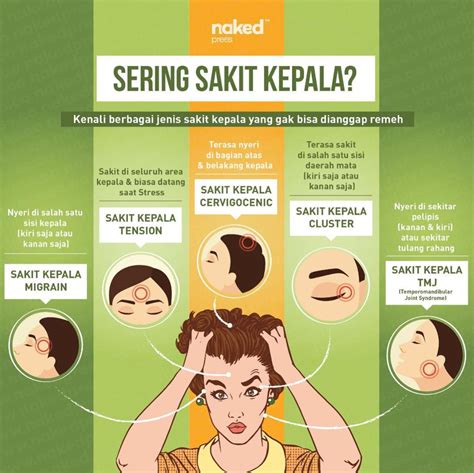 naked™
press
SERING SAKIT KEPALA?
Kenali berbagai jenis sakit kepala yang gak bisa dianggap remeh
Nyeri di salah satu
sisi kepala
(kiri saja atau
kanan saja)
SAKIT KEPALA
MIGRAIN
Sakit di seluruh area
kepala & biasa datang
saat Stress
SAKIT KEPALA
TENSION
Terasa nyeri
di bagian atas
& belakang kepala
SAKIT KEPALA
CERVIGOCENIC
Terasa sakit
di salah satu sisi
daerah mata
(kiri saja atau
kanan saja)
SAKIT KEPALA
CLUSTER
Nyeri di sekitar
pelipis
(kanan & kiri)
atau sekitar
tulang rahang
SAKIT KEPALA
TMJ
(Temporomandibular
Joint Syndrome)